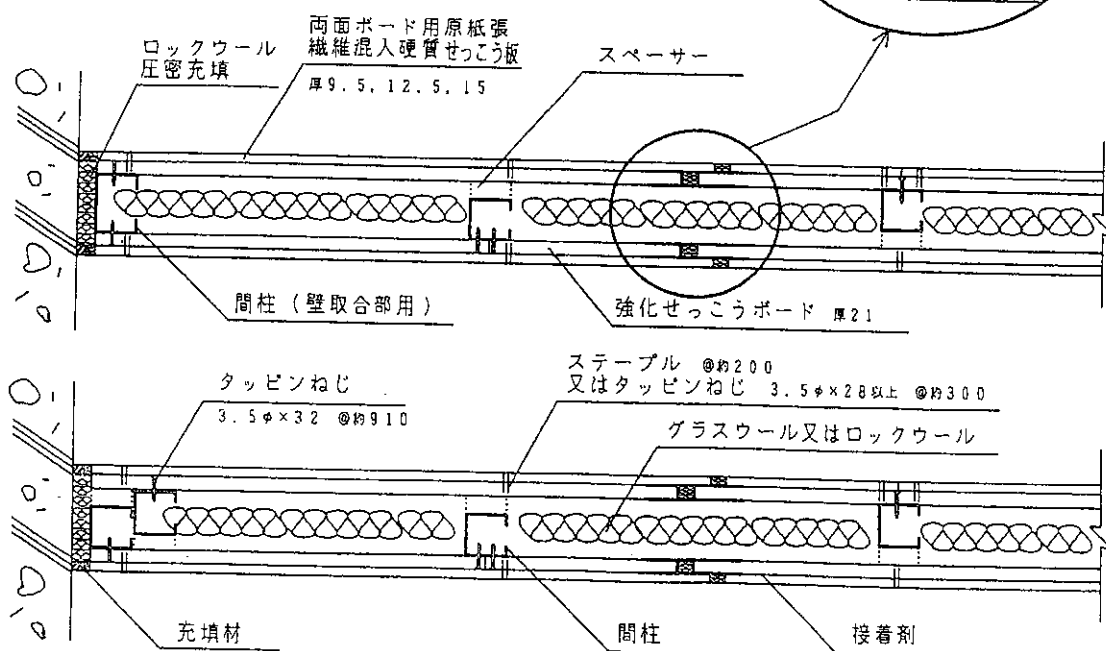 両面ボード用原紙張
繊維混入硬質せっこう板
厚9.5，12.5，15
ロックウール
圧密充填
スペーサー
間柱（壁取合部用）
強化せっこうボード 厚21
タッピンねじ
3.5φ×32 @約910
ステープル @約200
又はタッピンねじ 3.5φ×28以上 @約300
グラスウール又はロックウール
充填材
間柱
接着剤